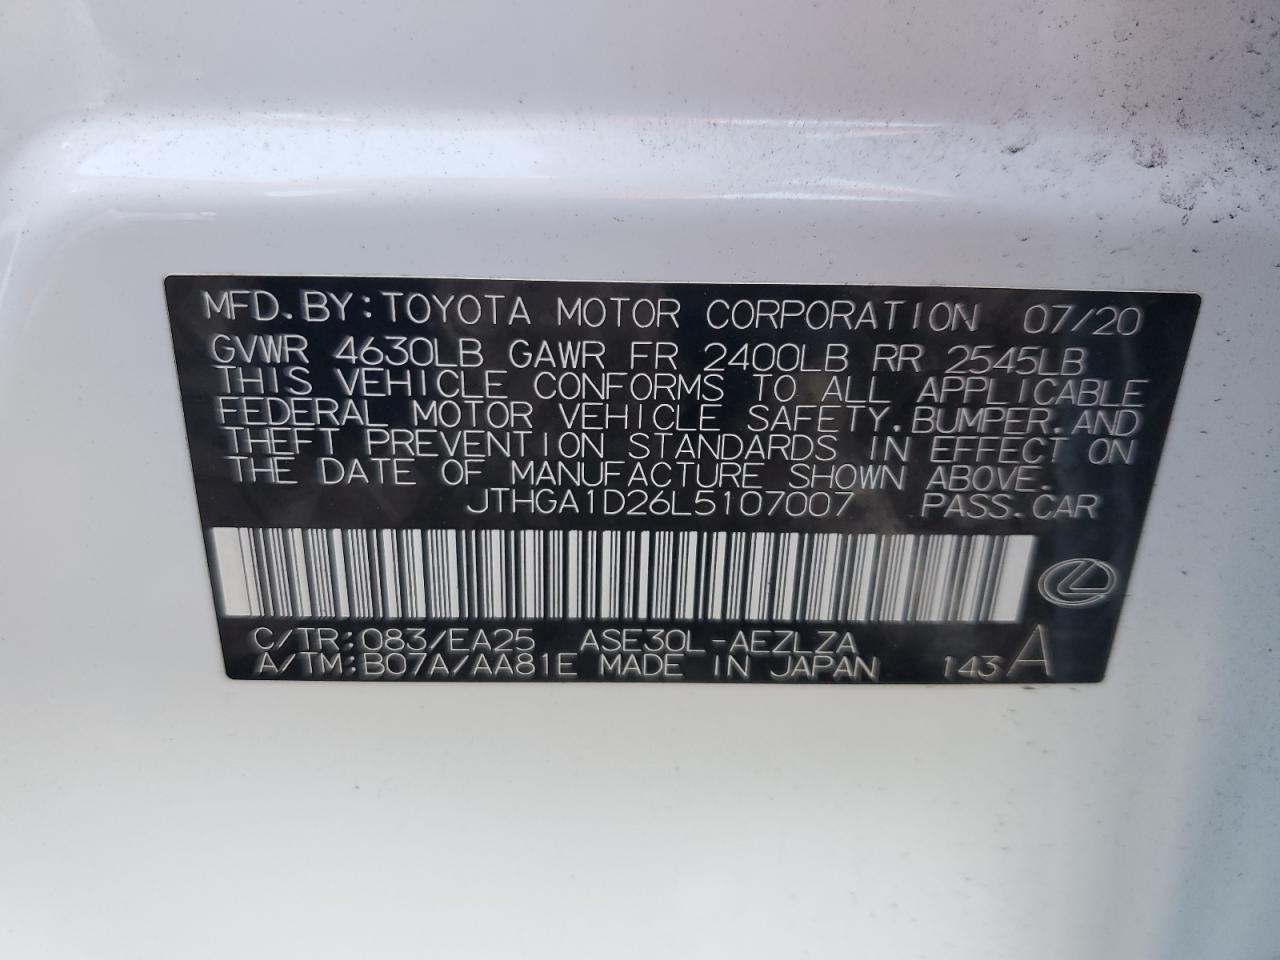 MFD. BY: TOYOTA MOTOR CORPORATION 07/20
GVWR 4630LB GAWR FR 2400LB RR 2545LB
THIS VEHICLE CONFORMS TO ALL APPLICABLE
FEDERAL MOTOR VEHICLE SAFETY, BUMPER, AND
THEFT PREVENTION STANDARDS IN EFFECT ON
THE DATE OF MANUFACTURE SHOWN ABOVE.
JTHGA1D26L5107007 PASS. CAR
C/TR: 083/EA25 ASE30L-AEZLZA
A/TM: B07A/AA81E MADE IN JAPAN 143 A